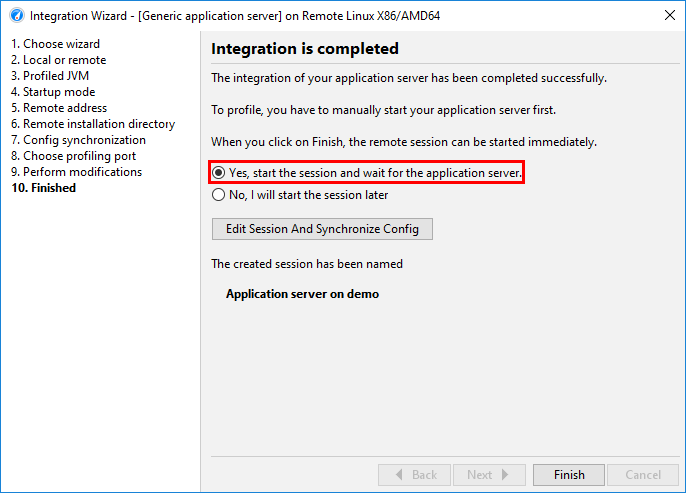 Integration Wizard - [Generic application server] on Remote Linux X86/AMD64
1. Choose wizard
2. Local or remote
3. Profiled JVM
4. Startup mode
5. Remote address
6. Remote installation directory
7. Config synchronization
8. Choose profiling port
9. Perform modifications
10. Finished
Integration is completed
The integration of your application server has been completed successfully.
To profile, you have to manually start your application server first.
When you click on Finish, the remote session can be started immediately.
Yes, start the session and wait for the application server.
No, I will start the session later
Edit Session And Synchronize Config
The created session has been named
Application server on demo
Back Next Finish Cancel